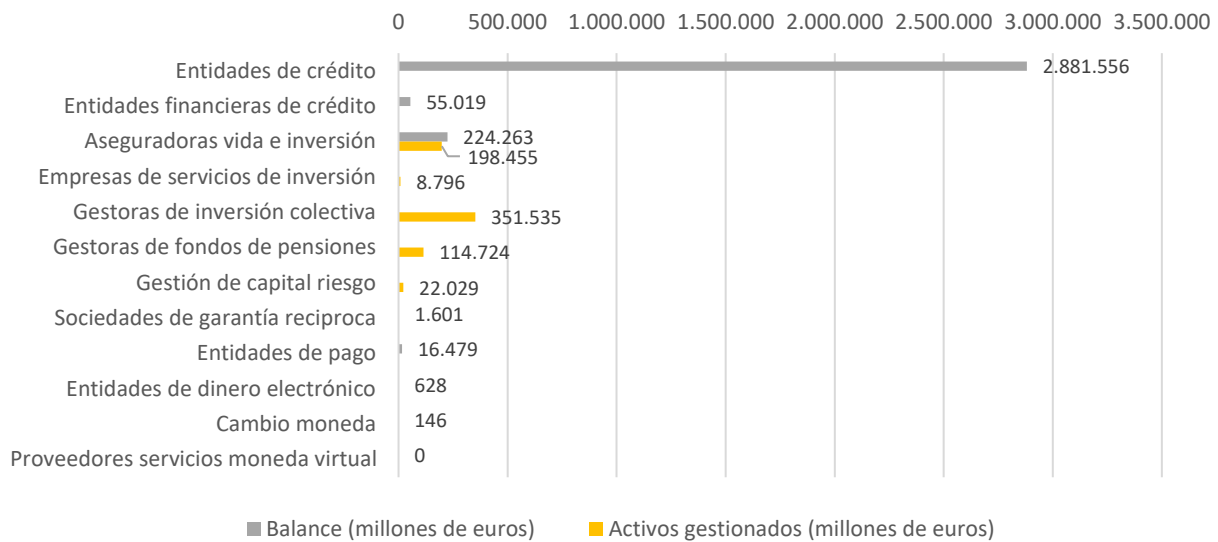 0 500.000 1.000.000 1.500.000 2.000.000 2.500.000 3.000.000 3.500.000
Entidades de crédito 2.881.556
Entidades financieras de crédito 55.019
Aseguradoras vida e inversión 224.263
198.455
Empresas de servicios de inversión 8.796
Gestoras de inversión colectiva 351.535
Gestoras de fondos de pensiones 114.724
Gestión de capital riesgo 22.029
Sociedades de garantía reciproca 1.601
Entidades de pago 16.479
Entidades de dinero electrónico 628
Cambio moneda 146
Proveedores servicios moneda virtual 0
Balance (millones de euros) Activos gestionados (millones de euros)